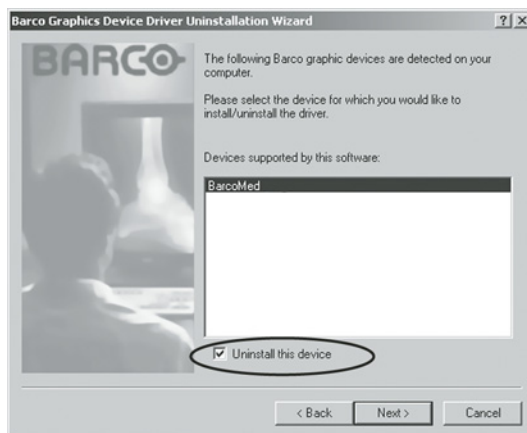 Barco Graphics Device Driver Uninstallation Wizard
BARCO
The following Barco graphic devices are detected on your
computer.
Please select the device for which you would like to
install/uninstall the driver.
Devices supported by this software:
BarcoMed
Uninstall this device
< Back
Next >
Cancel